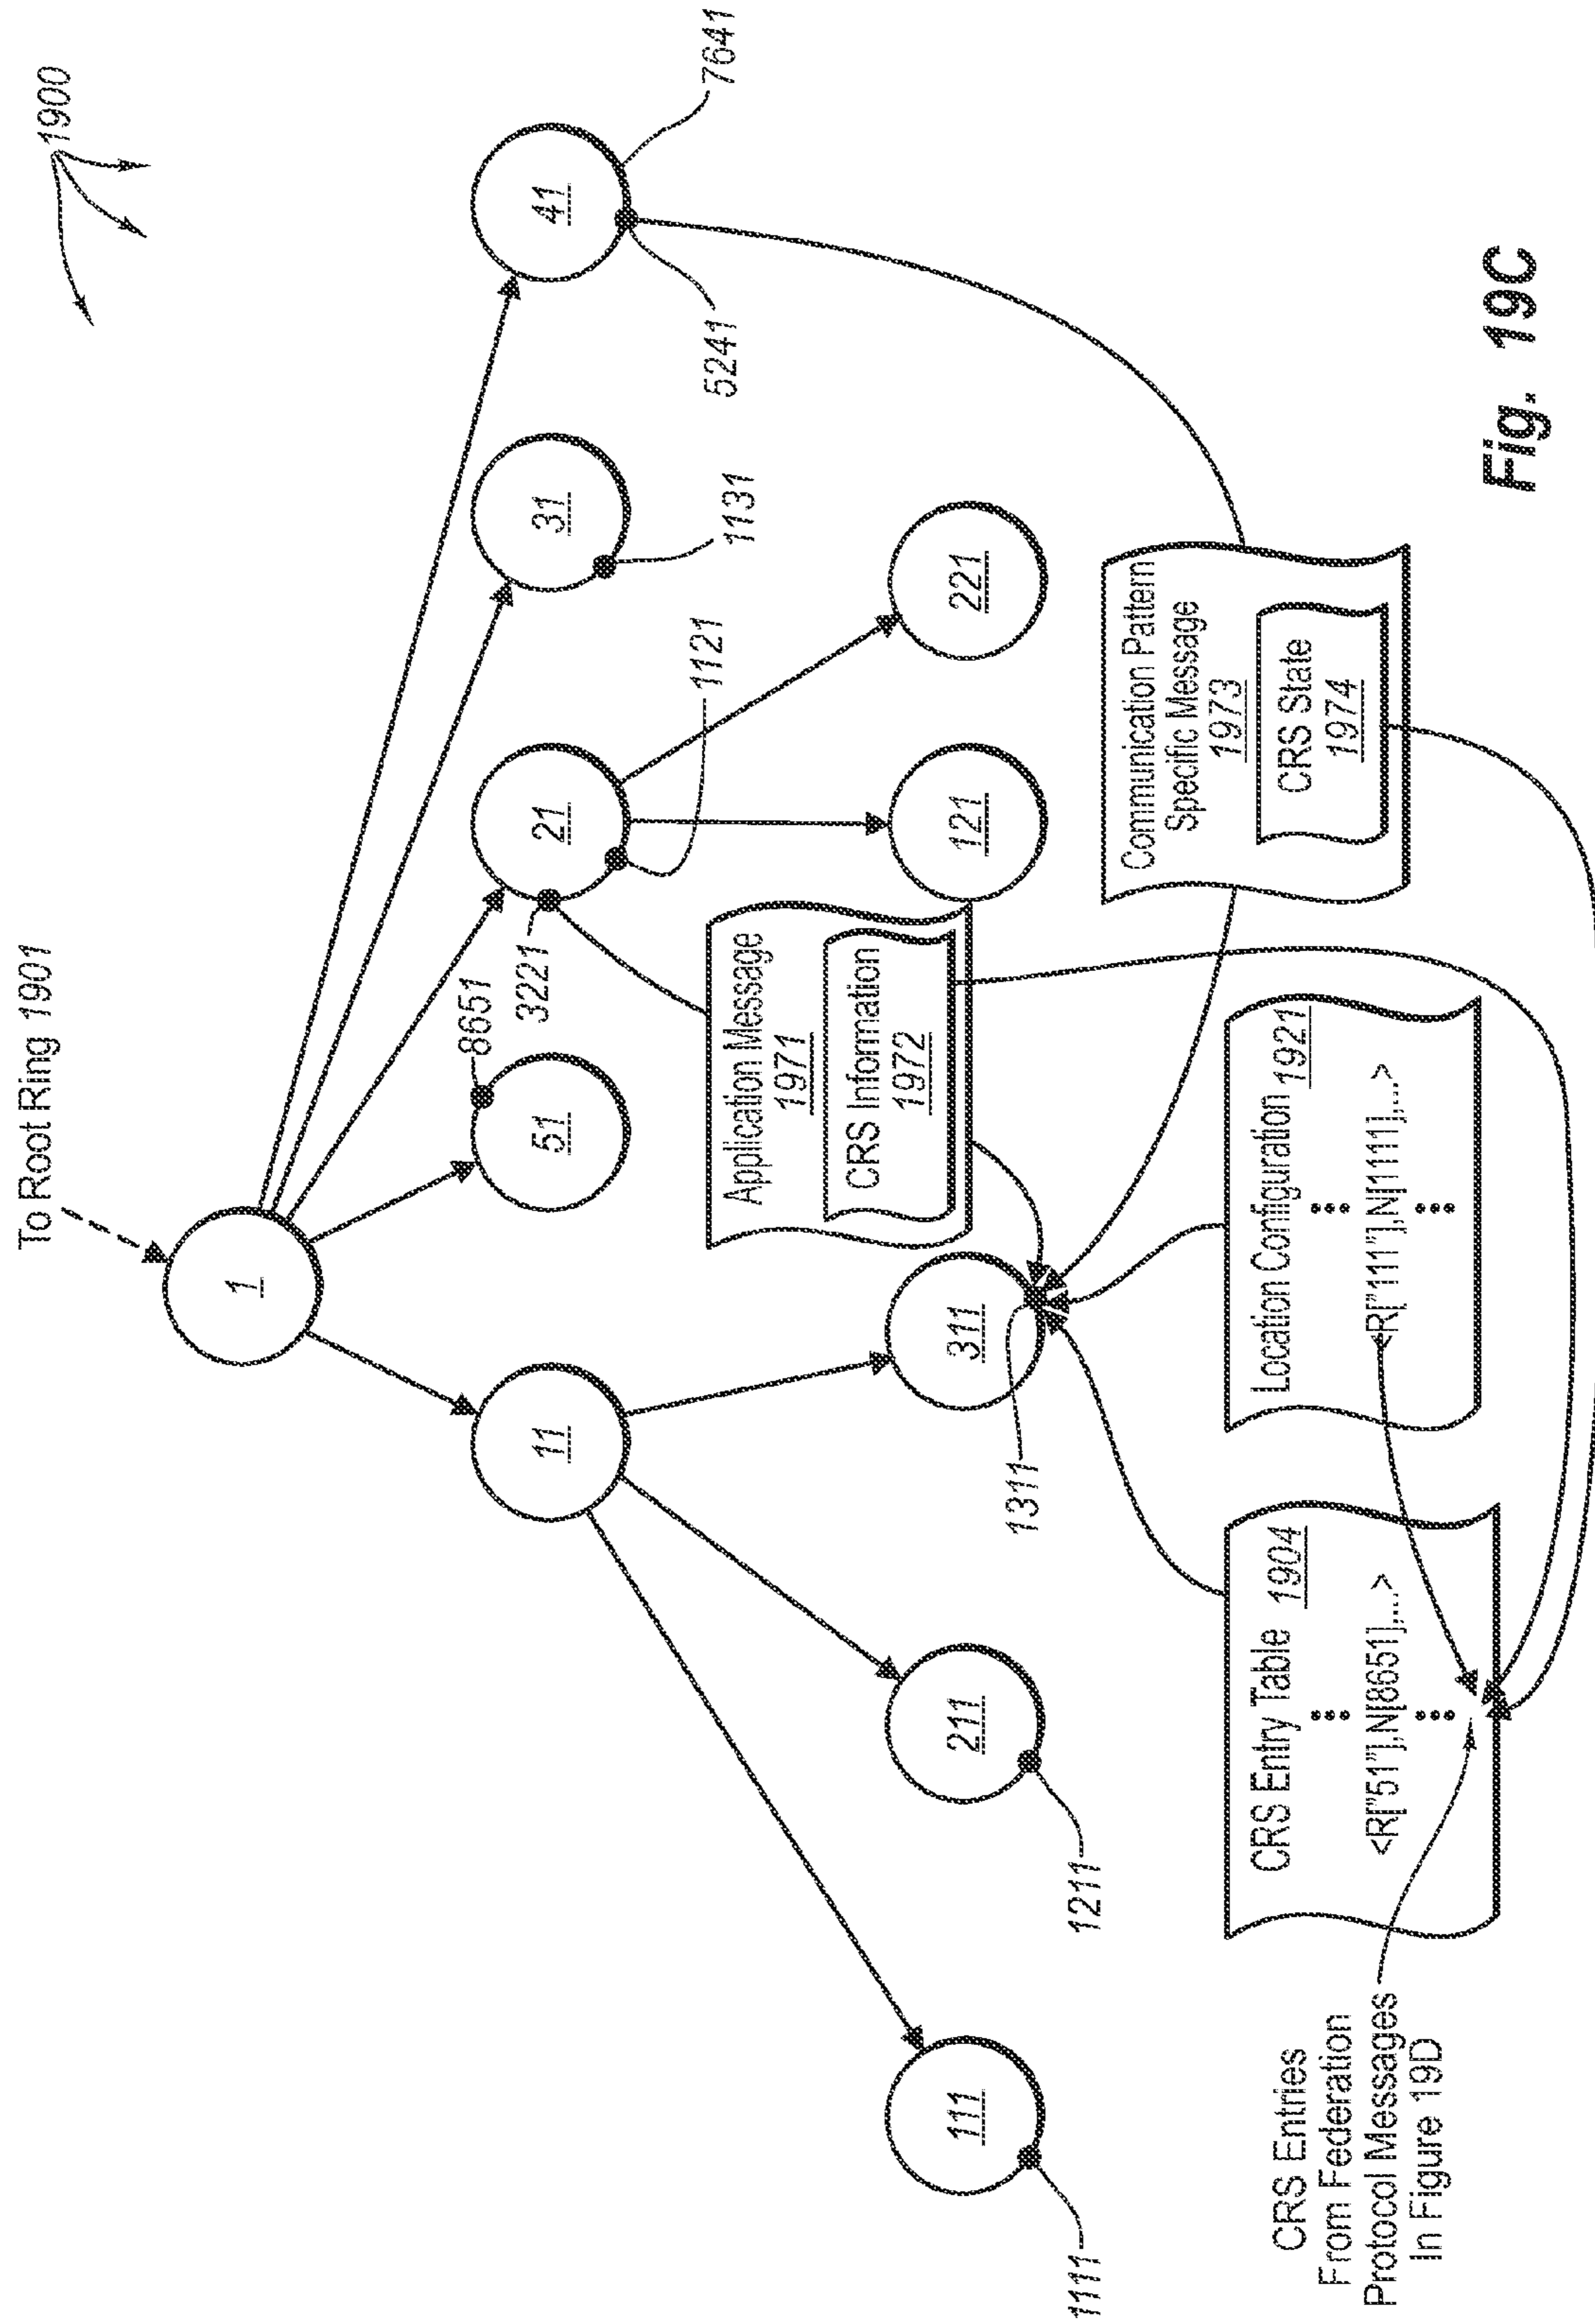 To Root Ring 1901
1900
1
11
51
8651
21
3221
1121
31
1131
41
5241
7641
111
1111
211
1211
311
1311
121
221
Application Message
1971
CRS Information
1972
Communication Pattern
Specific Message
1973
CRS State
1974
CRS Entry Table 1904
<R["51"],N[8651],...>
Location Configuration 1921
<R["111"],N[1111],...>
CRS Entries
From Federation
Protocol Messages
In Figure 19D
Fig. 19C